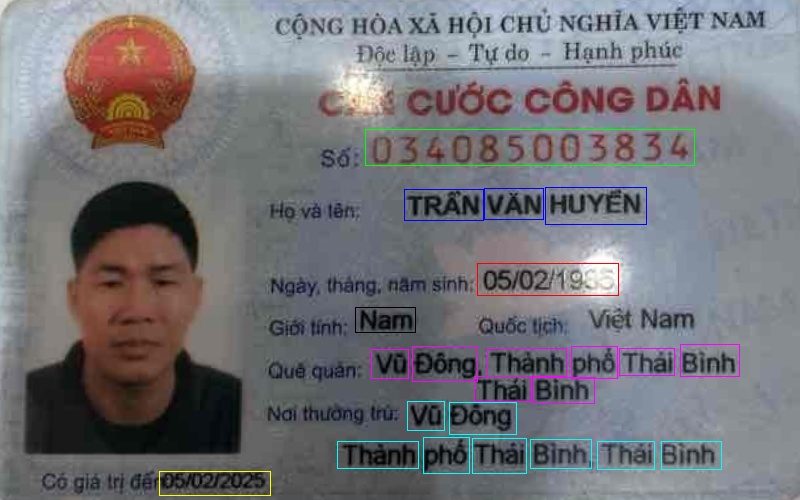 CỘNG HÒA XÃ HỘI CHỦ NGHĨA VIỆT NAM
Độc lập - Tự do - Hạnh phúc
CĂN CƯỚC CÔNG DÂN
Số: 034085003834
Họ và tên: TRẦN VĂN HUYỀN
Ngày, tháng, năm sinh: 05/02/1985
Giới tính: Nam Quốc tịch: Việt Nam
Quê quán: Vũ Đông, Thành phố Thái Bình
Thái Bình
Nơi thường trú: Vũ Đông
Thành phố Thái Bình, Thái Bình
Có giá trị đến 05/02/2025